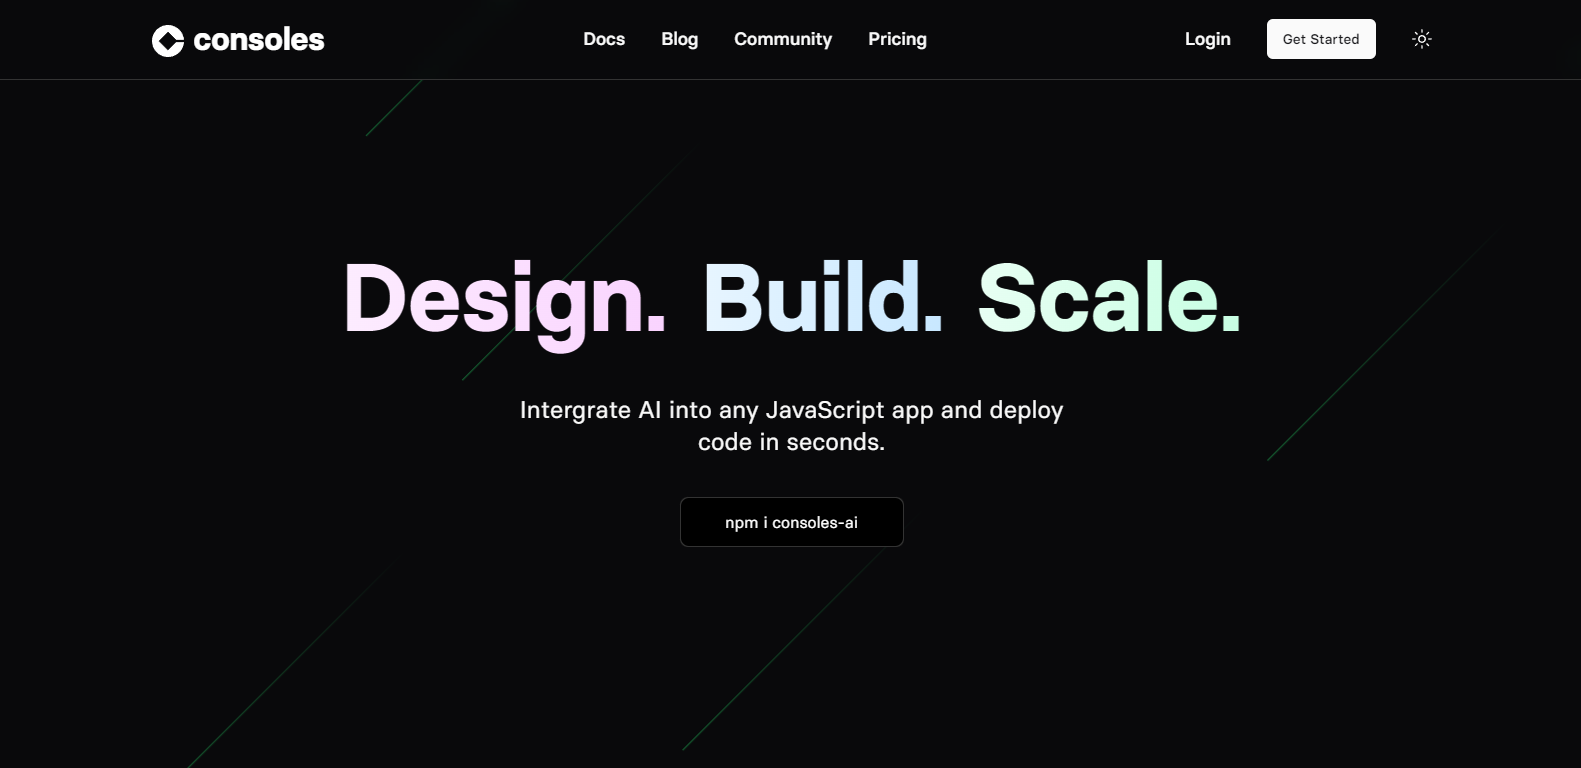 consoles
Docs Blog Community Pricing
Login Get Started
Design. Build. Scale.
Intergrate AI into any JavaScript app and deploy
code in seconds.
npm i consoles-ai